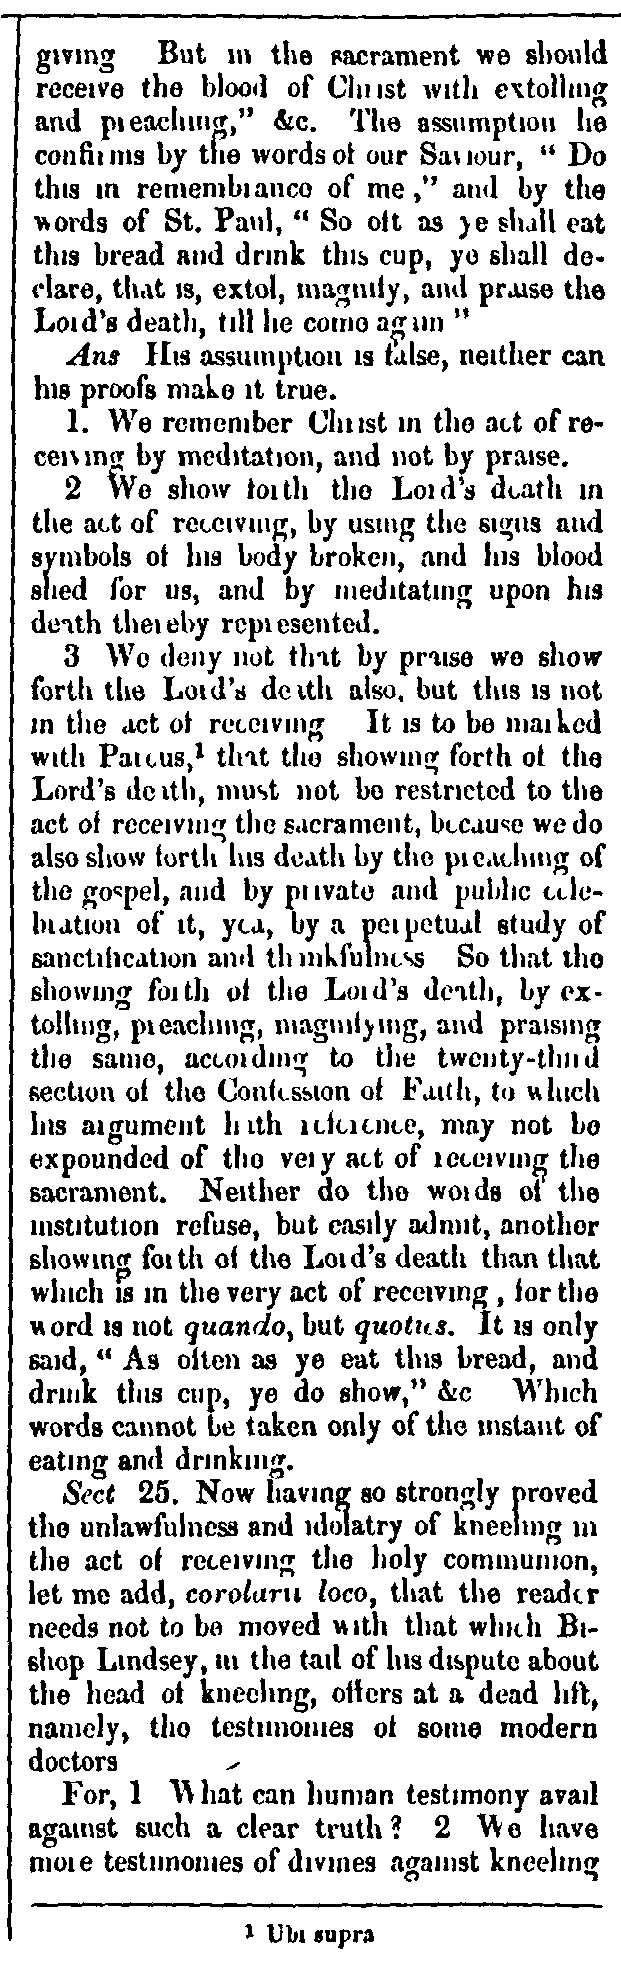 giving But in the sacrament we should
receive the blood of Christ with extolling
and preaching," &c. The assumption he
confirms by the words of our Saviour, " Do
this in remembrance of me," and by the
words of St. Paul, " So oft as ye shall eat
this bread and drink this cup, ye shall de-
clare, that is, extol, magnify, and praise the
Lord's death, till he come again "
Ans His assumption is false, neither can
his proofs make it true.
1. We remember Christ in the act of re-
ceiving by meditation, and not by praise.
2 We show forth the Lord's death in
the act of receiving, by using the signs and
symbols of his body broken, and his blood
shed for us, and by meditating upon his
death thereby represented.
3 We deny not that by praise we show
forth the Lord's death also, but this is not
in the act of receiving It is to be marked
with Pareus,¹ that the showing forth of the
Lord's death, must not be restricted to the
act of receiving the sacrament, because we do
also show forth his death by the preaching of
the gospel, and by private and public cele-
bration of it, yea, by a perpetual study of
sanctification and thankfulness So that the
showing forth of the Lord's death, by ex-
tolling, preaching, magnifying, and praising
the same, according to the twenty-third
section of the Confession of Faith, to which
his argument hath reference, may not be
expounded of the very act of receiving the
sacrament. Neither do the words of the
institution refuse, but easily admit, another
showing forth of the Lord's death than that
which is in the very act of receiving, for the
word is not quando, but quoties. It is only
said, " As often as ye eat this bread, and
drink this cup, ye do show," &c Which
words cannot be taken only of the instant of
eating and drinking.
Sect 25. Now having so strongly proved
the unlawfulness and idolatry of kneeling in
the act of receiving the holy communion,
let me add, corolarii loco, that the reader
needs not to be moved with that which Bi-
shop Lindsey, in the tail of his dispute about
the head of kneeling, offers at a dead lift,
namely, the testimonies of some modern
doctors
For, 1 What can human testimony avail
against such a clear truth? 2 We have
more testimonies of divines against kneeling
¹ Ubi supra